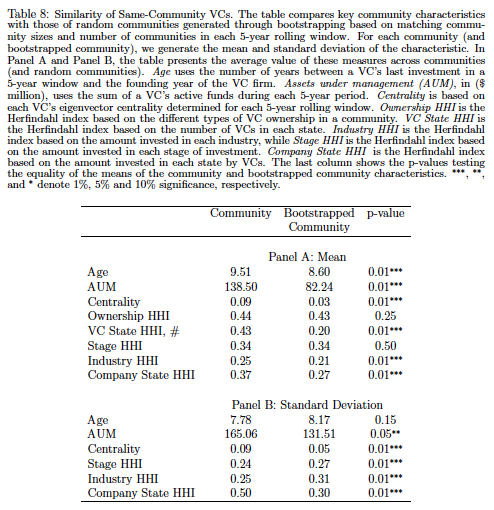 Table 8: Similarity of Same-Community VCs. The table compares key community characteristics
with those of random communities generated through bootstrapping based on matching commu-
nity sizes and number of communities in each 5-year rolling window. For each community (and
bootstrapped community), we generate the mean and standard deviation of the characteristic. In
Panel A and Panel B, the table presents the average value of these measures across communities
(and random communities). Age uses the number of years between a VC's last investment in a
5-year window and the founding year of the VC firm. Assets under management (AUM), in ($
million), uses the sum of a VC's active funds during each 5-year period. Centrality is based on
each VC's eigenvector centrality determined for each 5-year rolling window. Ownership HHI is the
Herfindahl index based on the different types of VC ownership in a community. VC State HHI is
the Herfindahl index based on the number of VCs in each state. Industry HHI is the Herfindahl
index based on the amount invested in each industry, while Stage HHI is the Herfindahl index based
on the amount invested in each stage of investment. Company State HHI is the Herfindahl index
based on the amount invested in each state by VCs. The last column shows the p-values testing
the equality of the means of the community and bootstrapped community characteristics. ***, **,
and * denote 1%, 5% and 10% significance, respectively.
Community Bootstrapped p-value
Community
Panel A: Mean
Age 9.51 8.60 0.01***
AUM 138.50 82.24 0.01***
Centrality 0.09 0.03 0.01***
Ownership HHI 0.44 0.43 0.25
VC State HHI, # 0.43 0.20 0.01***
Stage HHI 0.34 0.34 0.50
Industry HHI 0.25 0.21 0.01***
Company State HHI 0.37 0.27 0.01***
Panel B: Standard Deviation
Age 7.78 8.17 0.15
AUM 165.06 131.51 0.05**
Centrality 0.09 0.05 0.01***
Stage HHI 0.24 0.27 0.01***
Industry HHI 0.25 0.31 0.01***
Company State HHI 0.50 0.30 0.01***